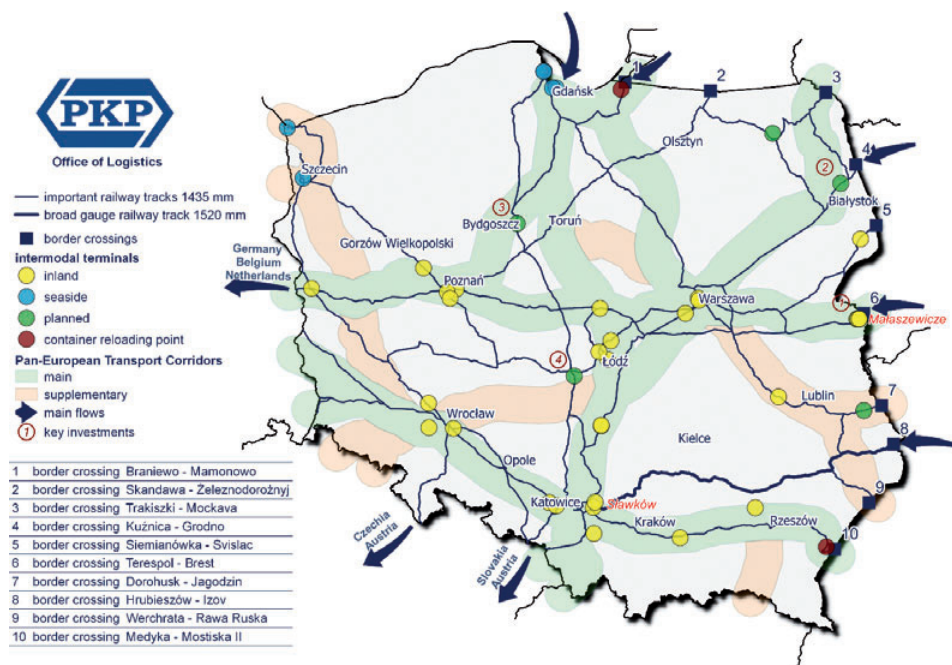 PKP
Office of Logistics
important railway tracks 1435 mm
broad gauge railway track 1520 mm
border crossings
intermodal terminals
inland
seaside
planned
container reloading point
Pan-European Transport Corridors
main
supplementary
main flows
1 key investments
1 border crossing Braniewo - Mamonowo
2 border crossing Skandawa - Železnodorožnyj
3 border crossing Trakiszki - Mockava
4 border crossing Kuźnica - Grodno
5 border crossing Siemianówka - Svislac
6 border crossing Terespol - Brest
7 border crossing Dorohusk - Jagodzin
8 border crossing Hrubieszów - Izov
9 border crossing Werchrata - Rawa Ruska
10 border crossing Medyka - Mostiska II
1
2
3
Gdańsk
Olsztyn
4
2
Szczecin
Białystok
3
Bydgoszcz
Toruń
5
Gorzów Wielkopolski
Germany
Belgium
Netherlands
Poznań
Warszawa
1
6
Małaszewicze
4
Łódź
Lublin
7
Wrocław
Kielce
8
Opole
Katowice
Sławków
9
Kraków
Rzeszów
10
Czechia
Austria
Slovakia
Austria